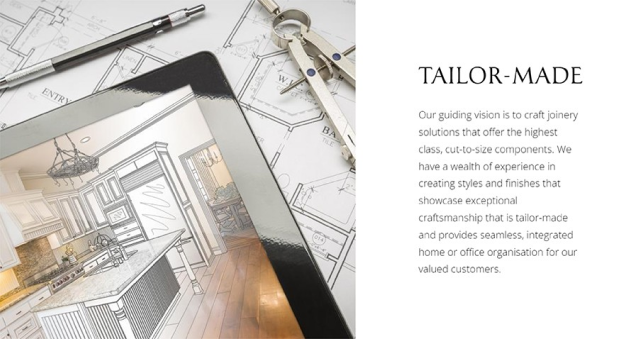 ENTRY
TAILOR-MADE
Our guiding vision is to craft joinery
solutions that offer the highest
class, cut-to-size components. We
have a wealth of experience in
creating styles and finishes that
showcase exceptional
craftsmanship that is tailor-made
and provides seamless, integrated
home or office organisation for our
valued customers.